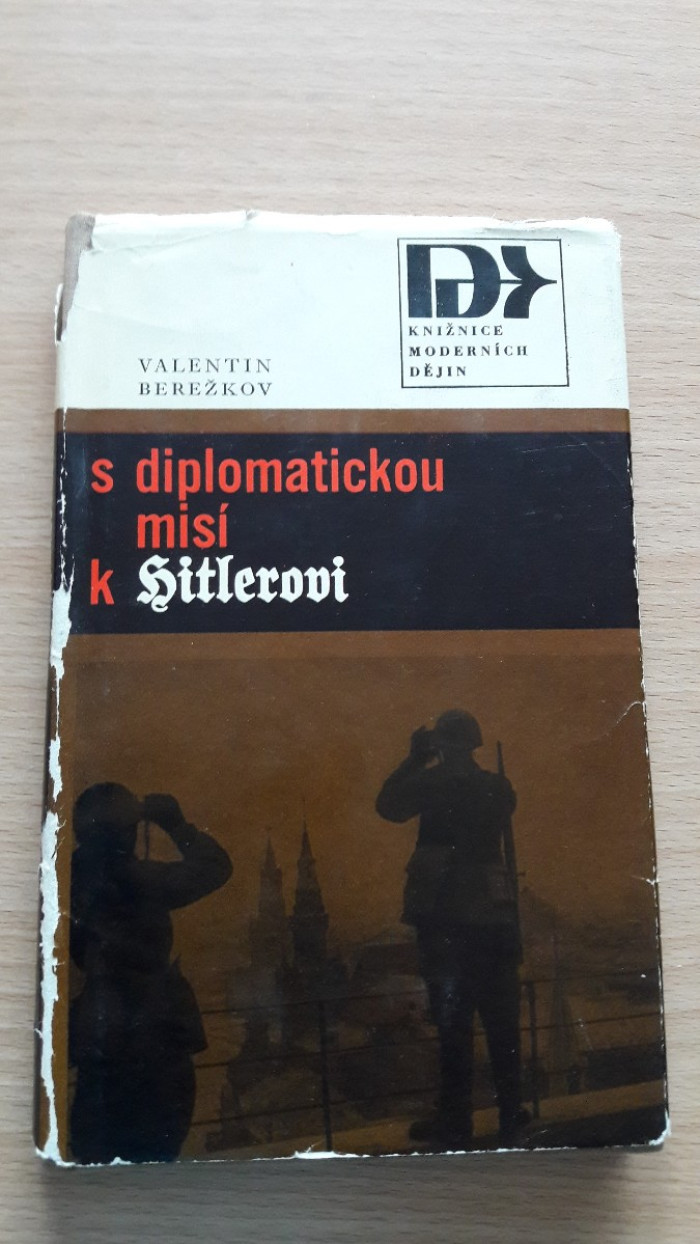 KNIŽNICE
MODERNÍCH
DĚJIN
VALENTIN
BEREŽKOV
s diplomatickou
misí
k Hitlerovi